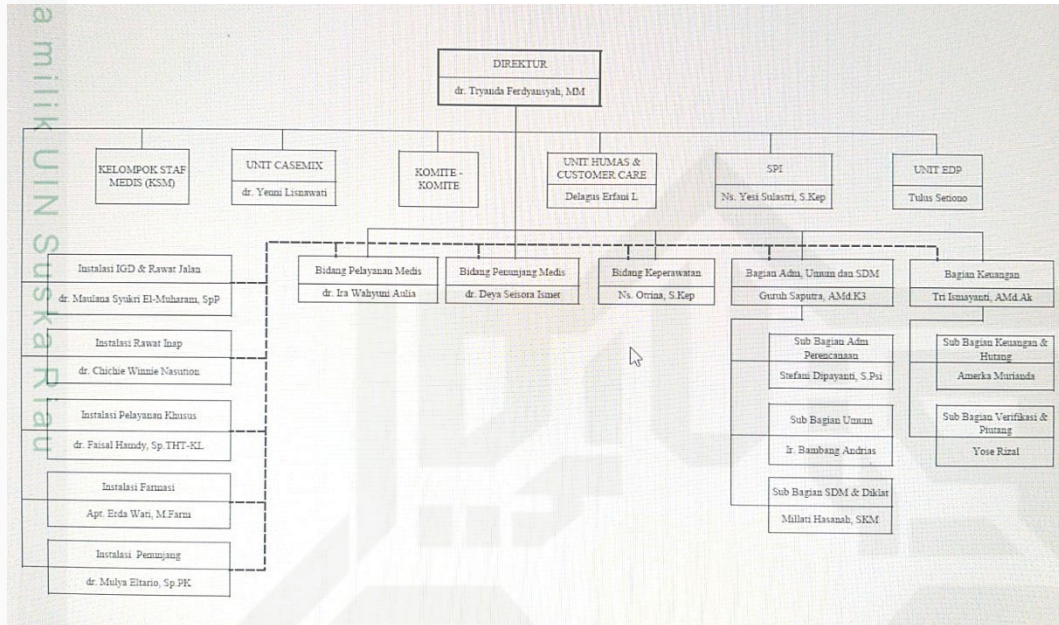 a milik UIN Suska Riau
DIREKTUR
dr. Tryanda Ferdyansyah, MM
KELOMPOK STAF
MEDIS (KSM)
UNIT CASEMIX
dr. Yenni Lisnawati
KOMITE -
KOMITE
UNIT HUMAS &
CUSTOMER CARE
Delagus Erfani L
SPI
Ns. Yesi Sulastri, S.Kep
UNIT EDP
Tulus Setiono
Instalasi IGD & Rawat Jalan
dr. Maulana Syukri El-Muharam, SpP
Instalasi Rawat Inap
dr. Chichie Winnie Nasution
Instalasi Pelayanan Khusus
dr. Faisal Hamdy, Sp.THT-KL
Instalasi Farmasi
Apt. Erda Wati, M.Farm
Instalasi Penunjang
dr. Mulya Eltario, Sp.PK
Bidang Pelayanan Medis
dr. Ira Wahyuni Aulia
Bidang Penunjang Medis
dr. Deya Seisora Ismet
Bidang Keperawatan
Ns. Otrina, S.Kep
Bagian Adm, Umum dan SDM
Guruh Saputra, AMd.K3
Sub Bagian Adm
Perencanaan
Stefani Dipayanti, S.Psi
Sub Bagian Umum
Ir. Bambang Andrias
Sub Bagian SDM & Diklat
Millati Hasanah, SKM
Bagian Keuangan
Tri Ismayanti, AMd.Ak
Sub Bagian Keuangan &
Hutang
Amerka Murianda
Sub Bagian Verifikasi &
Piutang
Yose Rizal